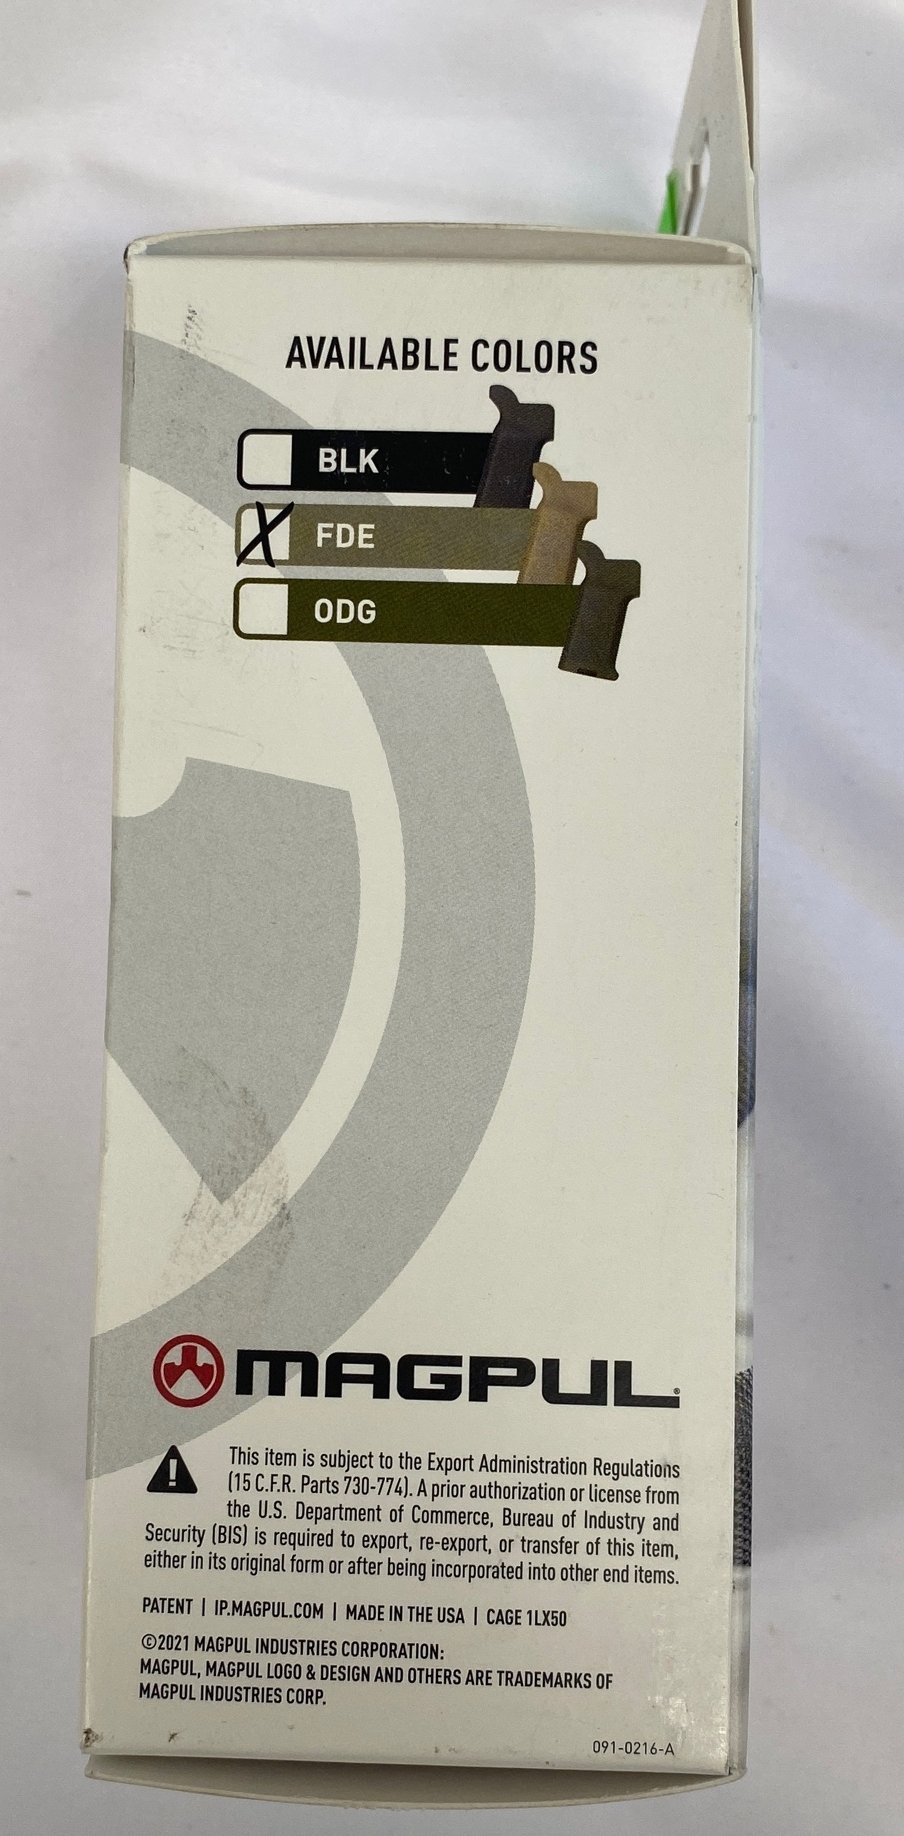 AVAILABLE COLORS
BLK
X FDE
ODG
MAGPUL®
This item is subject to the Export Administration Regulations
(15 C.F.R. Parts 730-774). A prior authorization or license from
the U.S. Department of Commerce, Bureau of Industry and
Security (BIS) is required to export, re-export, or transfer of this item,
either in its original form or after being incorporated into other end items.
PATENT | IP.MAGPUL.COM | MADE IN THE USA | CAGE 1LX50
©2021 MAGPUL INDUSTRIES CORPORATION:
MAGPUL, MAGPUL LOGO & DESIGN AND OTHERS ARE TRADEMARKS OF
MAGPUL INDUSTRIES CORP.
091-0216-A